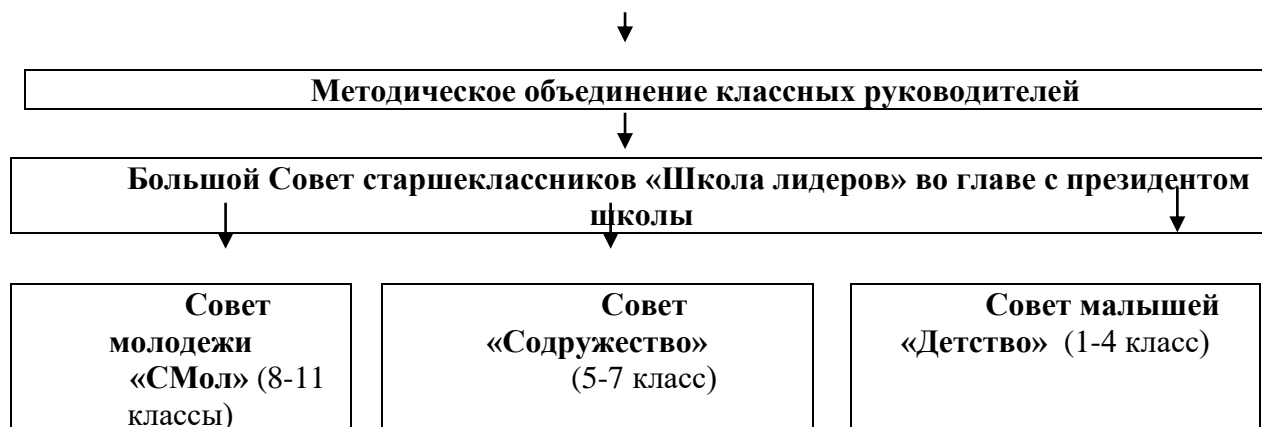 Методическое объединение классных руководителей
Большой Совет старшеклассников «Школа лидеров» во главе с президентом
школы
Совет
молодежи
«СМол» (8-11
классы)
Совет
«Содружество»
(5-7 класс)
Совет малышей
«Детство» (1-4 класс)